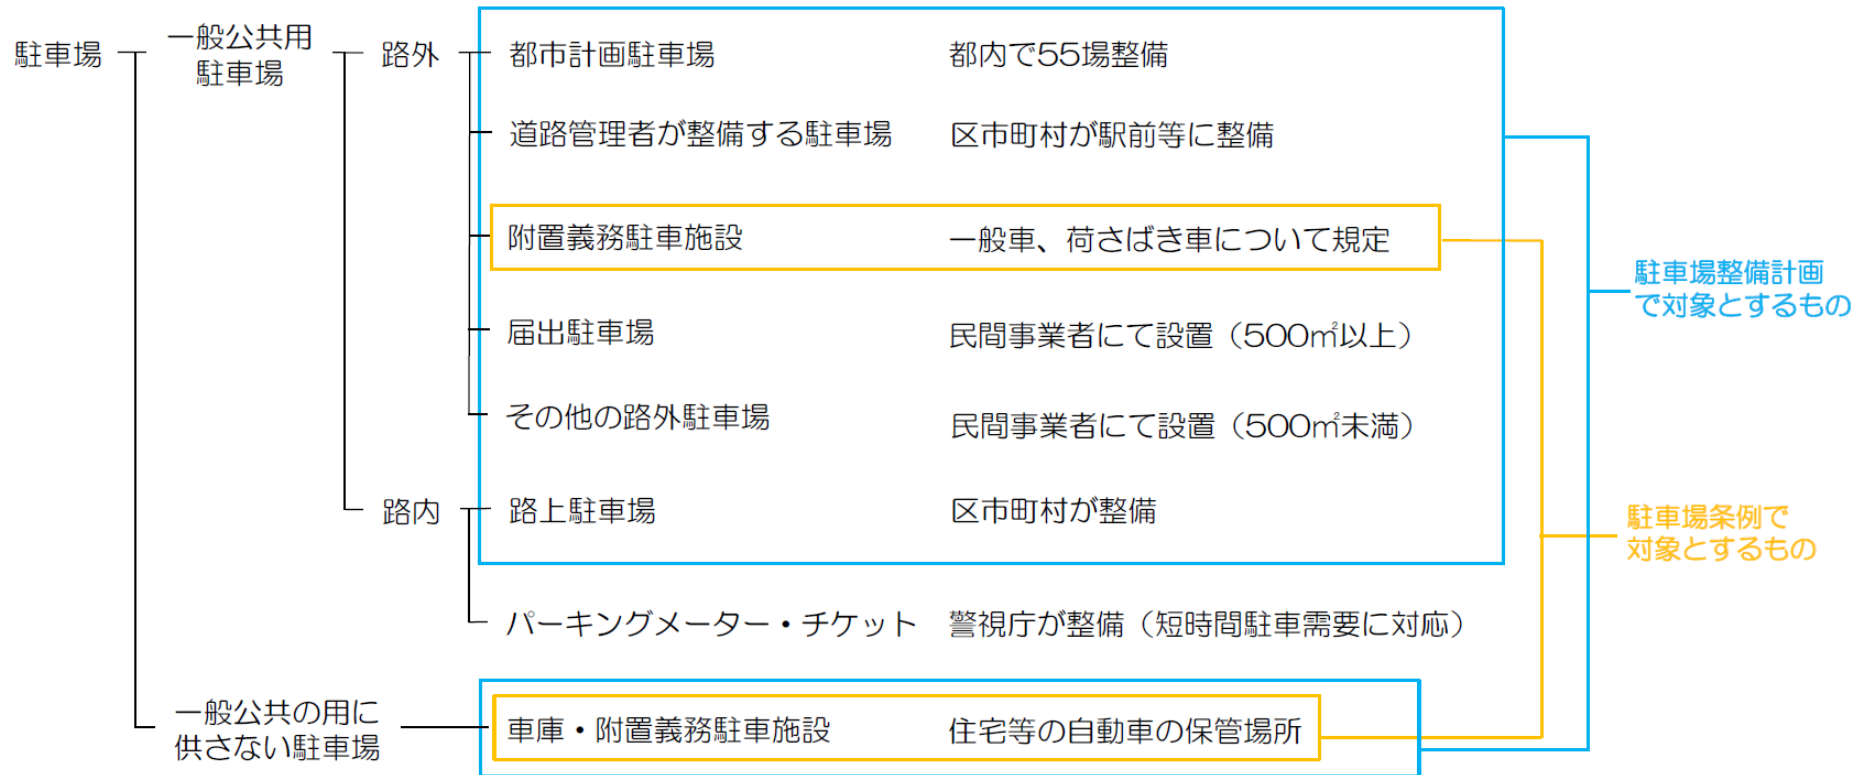 駐車場
一般公共用
駐車場
路外
都市計画駐車場
都内で55場整備
道路管理者が整備する駐車場
区市町村が駅前等に整備
附置義務駐車施設
一般車、荷さばき車について規定
届出駐車場
民間事業者にて設置（500㎡以上）
その他の路外駐車場
民間事業者にて設置（500㎡未満）
路内
路上駐車場
区市町村が整備
パーキングメーター・チケット
警視庁が整備（短時間駐車需要に対応）
一般公共の用に
供さない駐車場
車庫・附置義務駐車施設
住宅等の自動車の保管場所
駐車場整備計画
で対象とするもの
駐車場条例で
対象とするもの